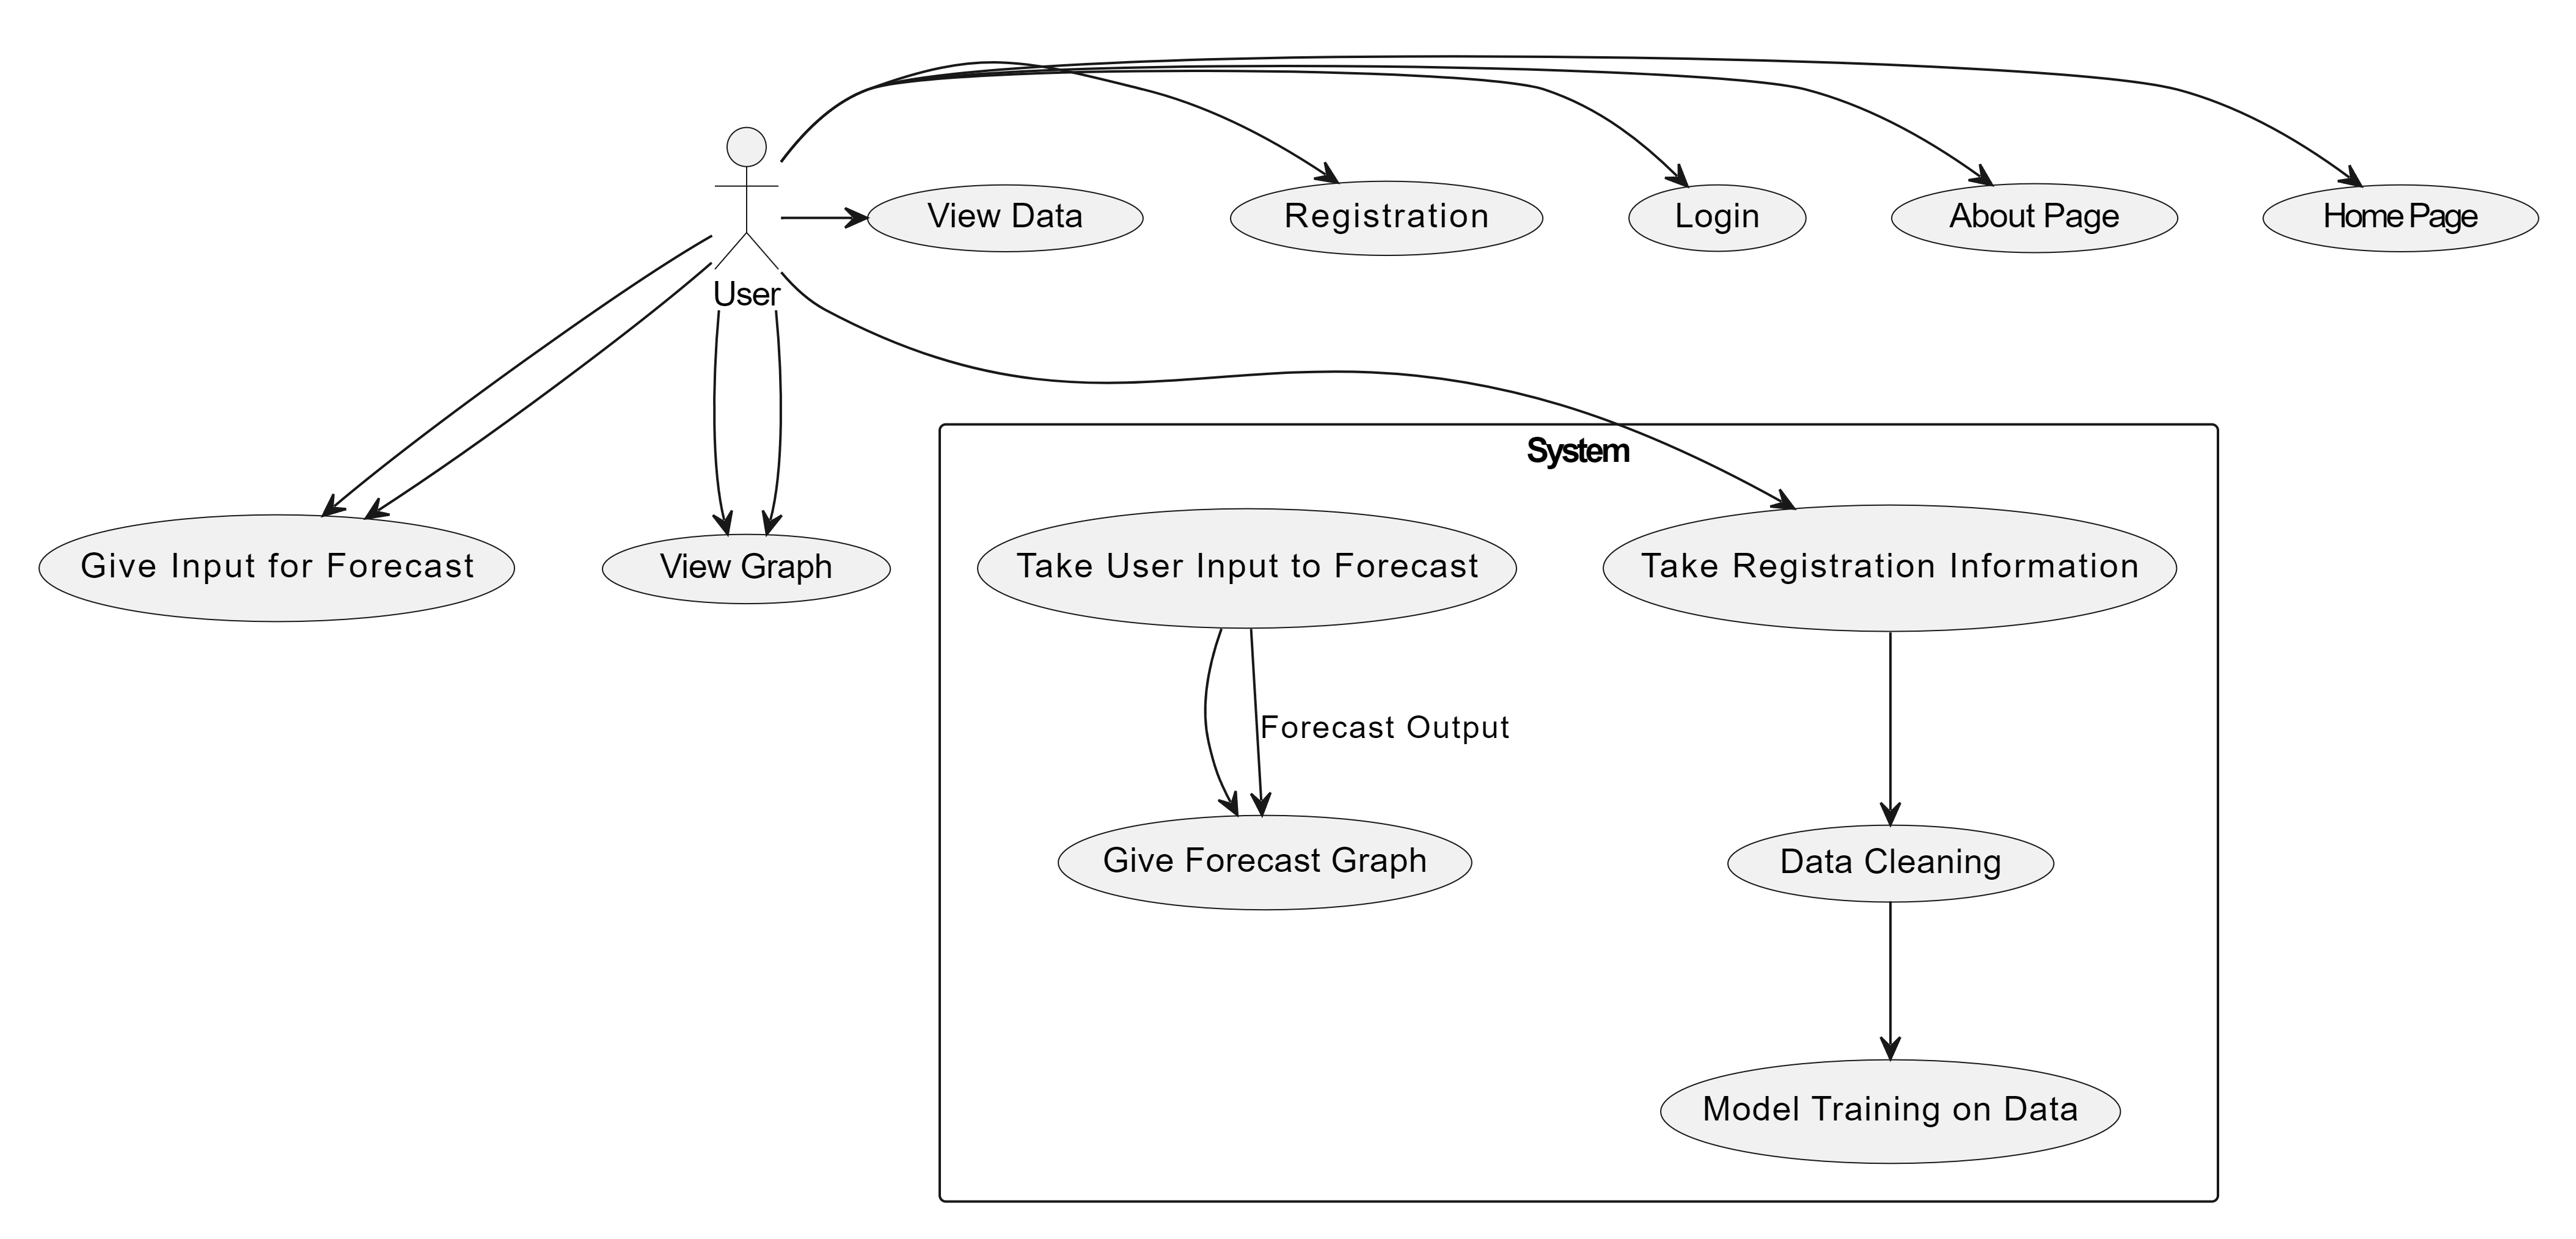 View Data
Registration
Login
About Page
Home Page
User
System
Give Input for Forecast
View Graph
Take User Input to Forecast
Take Registration Information
Forecast Output
Give Forecast Graph
Data Cleaning
Model Training on Data